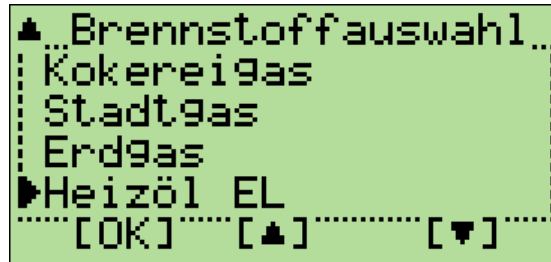 ▲ Brennstoffauswahl
Kokereigas
Stadtgas
Erdgas
▶Heizöl EL
[OK] [▲] [▼]